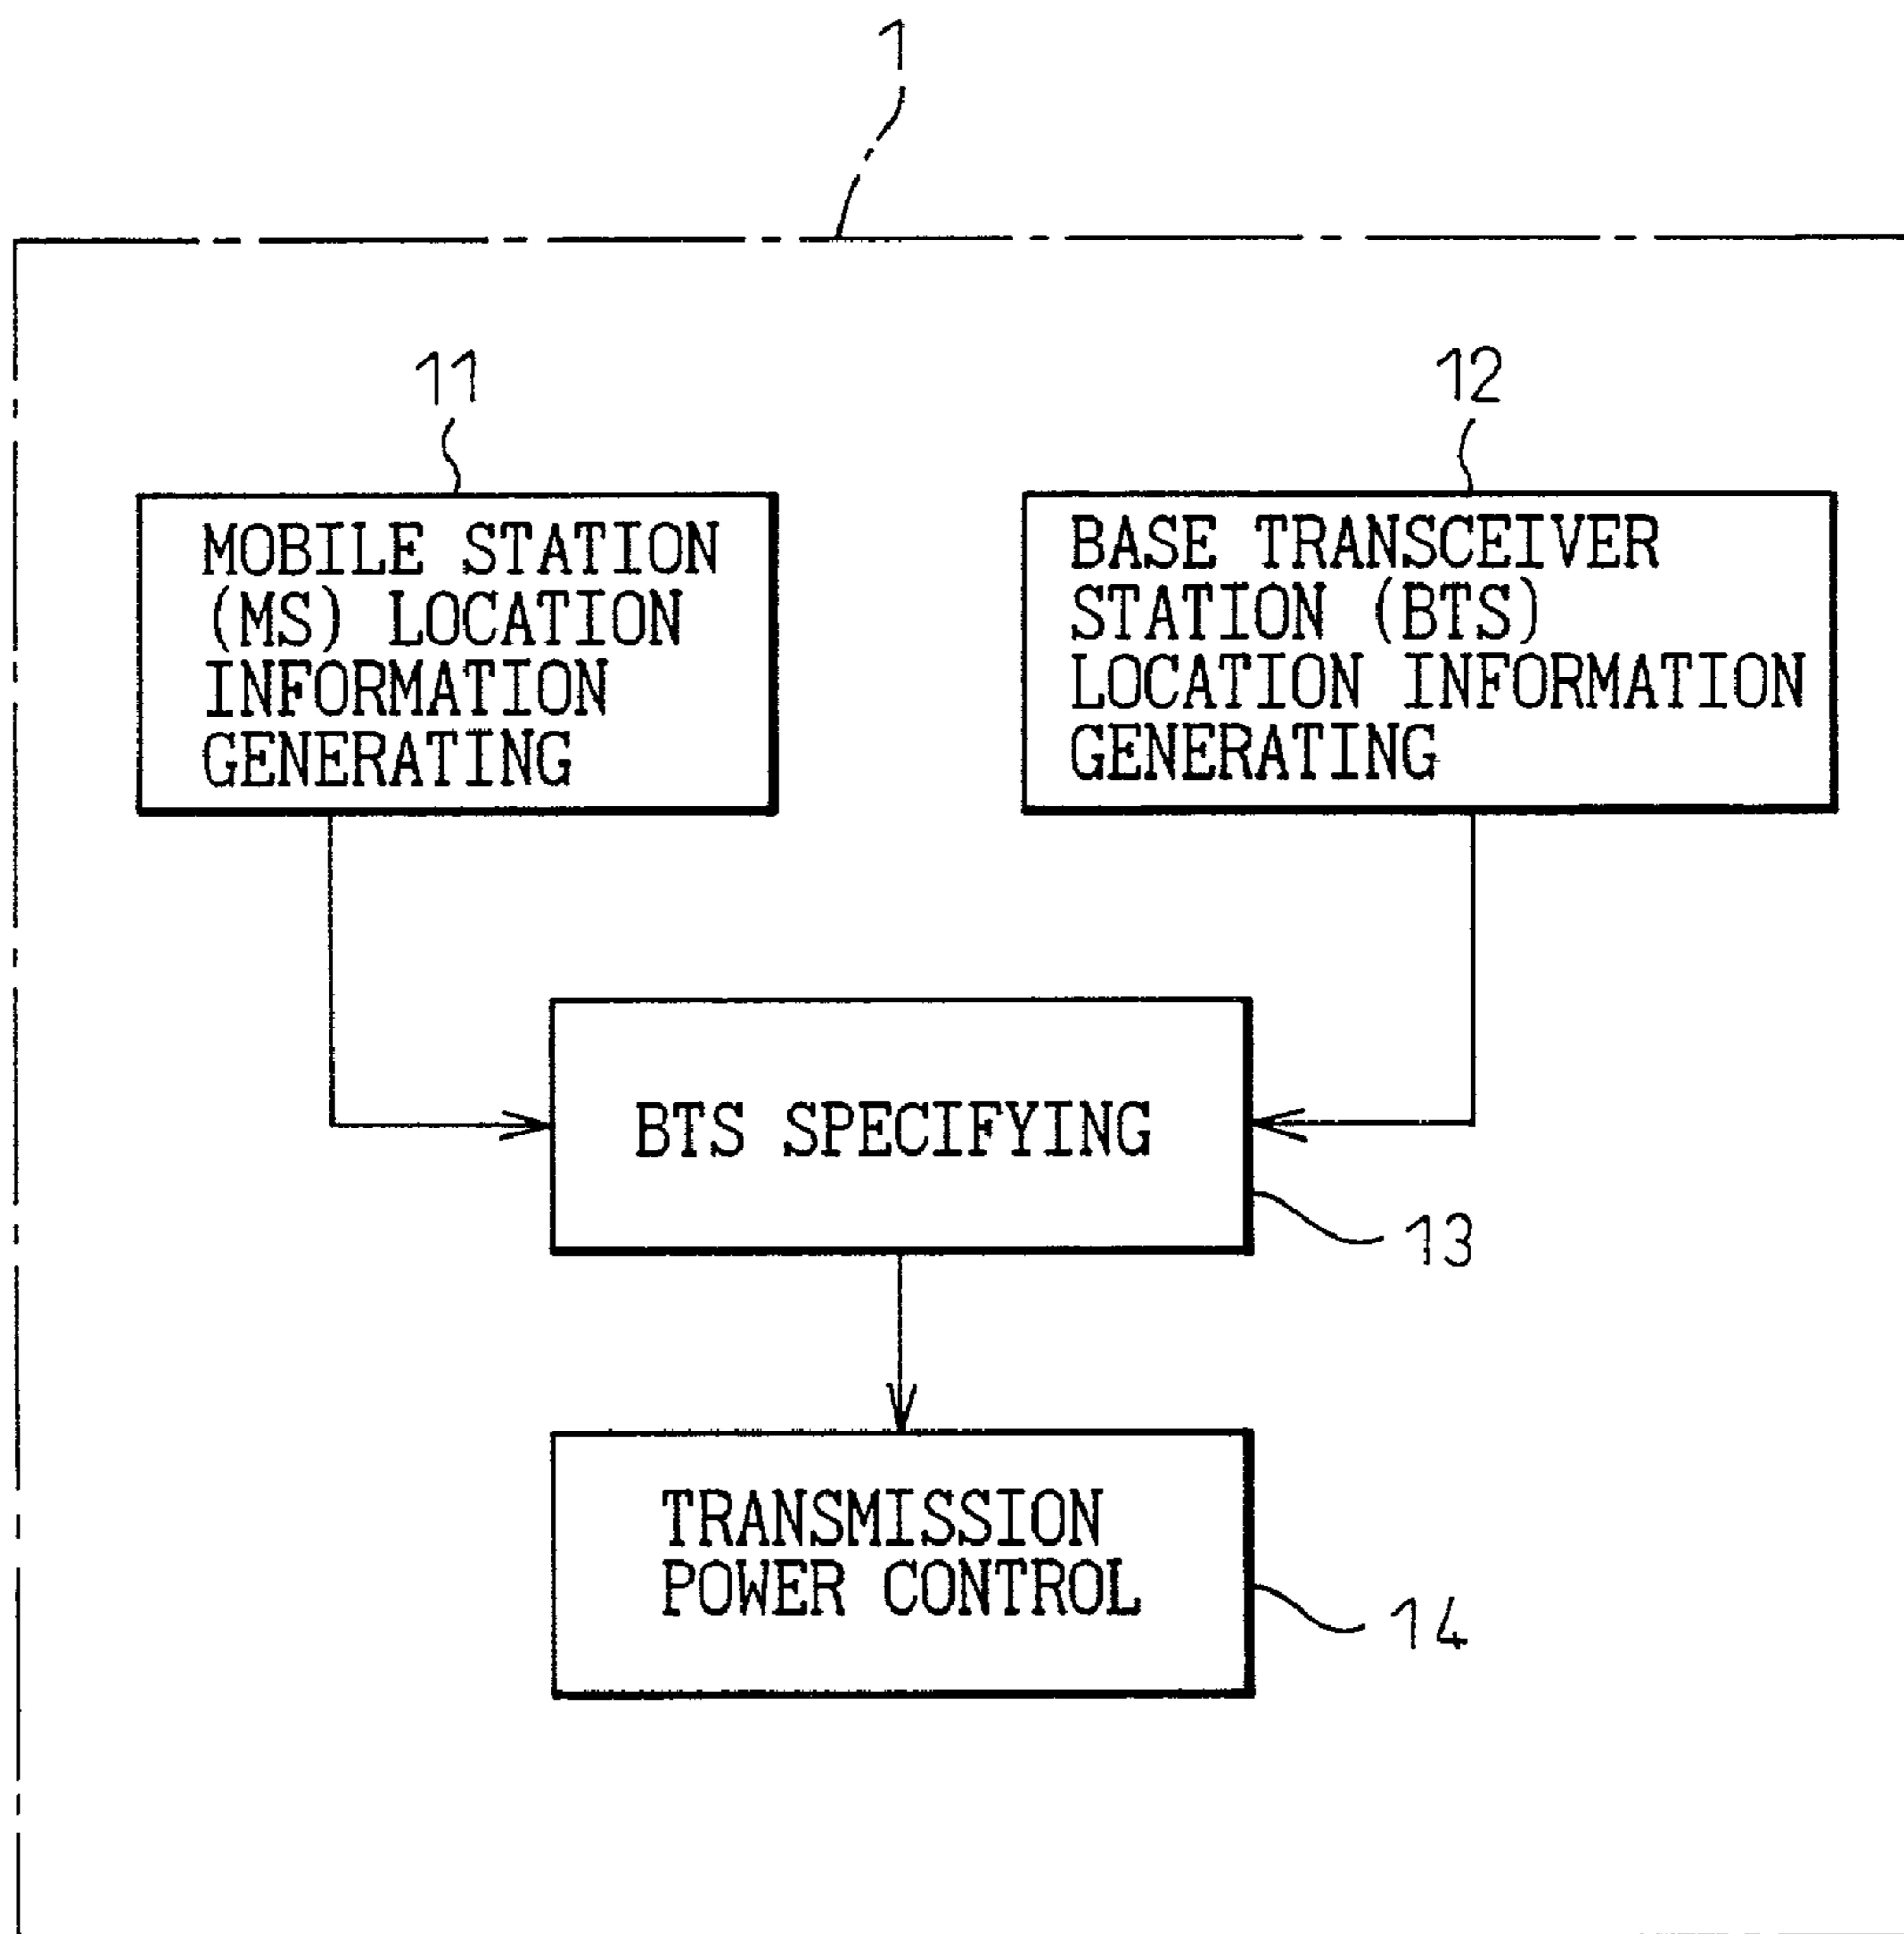 1
11
12
MOBILE STATION
(MS) LOCATION
INFORMATION
GENERATING
BASE TRANSCEIVER
STATION (BTS)
LOCATION INFORMATION
GENERATING
BTS SPECIFYING
13
TRANSMISSION
POWER CONTROL
14